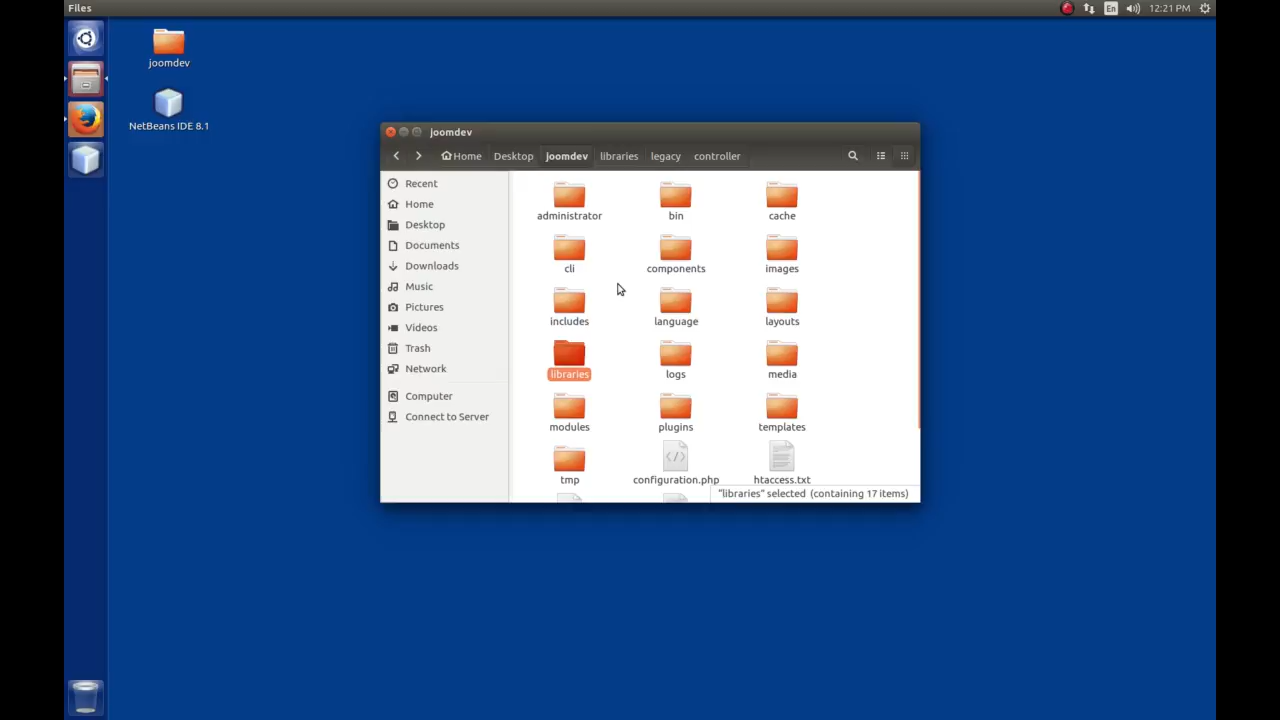 Files
En
12:21 PM
joomdev
NetBeans IDE 8.1
joomdev
Home Desktop joomdev libraries legacy controller
Recent
Home
Desktop
Documents
Downloads
Music
Pictures
Videos
Trash
Network
Computer
Connect to Server
administrator bin cache
cli components images
includes language layouts
libraries logs media
modules plugins templates
tmp configuration.php htaccess.txt
"libraries" selected (containing 17 items)